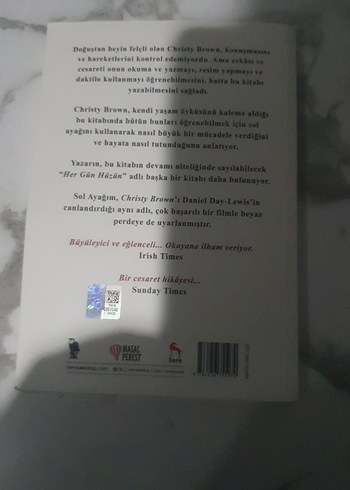 Doğuştan beyin felçli olan Christy Brown, konuşmasını
ve hareketlerini kontrol edemiyordu. Ama zekâsı ve
cesareti onun okuma ve yazmayı, resim yapmayı ve
daktilo kullanmayı öğrenebilmesini, hatta bu kitabı
yazabilmesini sağladı.
Christy Brown, kendi yaşam öyküsünü kaleme aldığı
bu kitabında bütün bunları öğrenebilmek için sol
ayağını kullanarak nasıl büyük bir mücadele verdiğini
ve hayata nasıl tutunduğunu anlatıyor.
Yazarın, bu kitabın devamı niteliğinde sayılabilecek
“Her Gün Hüzün” adlı başka bir kitabı daha bulunuyor.
Sol Ayağım, Christy Brown’ı Daniel Day-Lewis’in
canlandırdığı aynı adlı, çok başarılı bir filmle beyaz
perdeye de uyarlanmıştır.
Büyüleyici ve eğlenceli... Okuyana ilham veriyor.
Irish Times
Bir cesaret hikâyesi...
Sunday Times
MASAL
PEREST